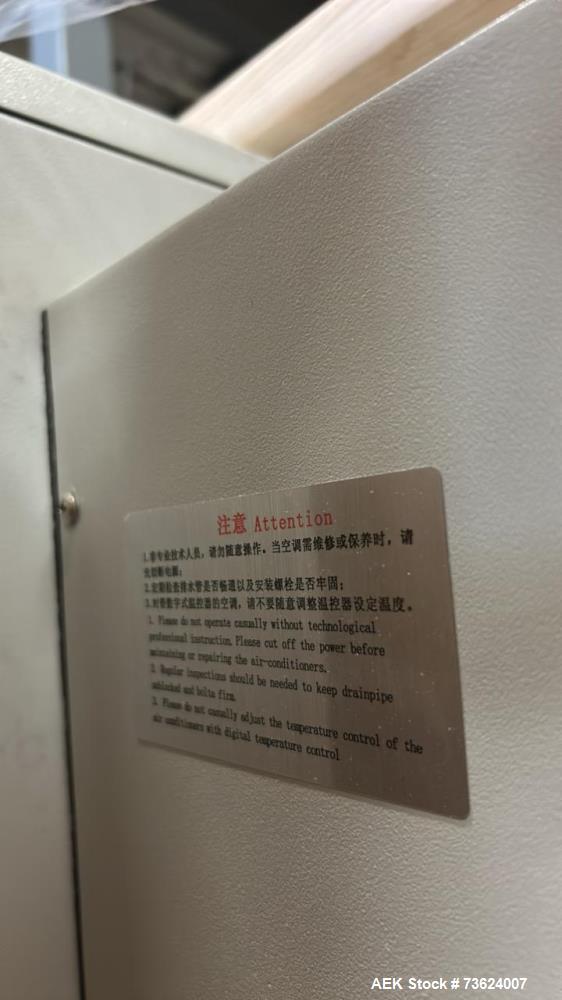 注意 Attention
1.非专业技术人员，请勿随意操作。当空调需维修或保养时，请
先切断电源；
2.定期检查排水管是否畅通以及安装螺栓是否牢固；
3.对带数字式温控器的空调，请不要随意调整温控器设定温度。
1. Please do not operate casually without technological
professional instruction. Please cut off the power before
maintaining or repairing the air-conditioners.
2. Regular inspections should be needed to keep drainpipe
unblocked and bolts firm.
3. Please do not casually adjust the temperature control of the
air conditioners with digital temperature control
AEK Stock # 73624007